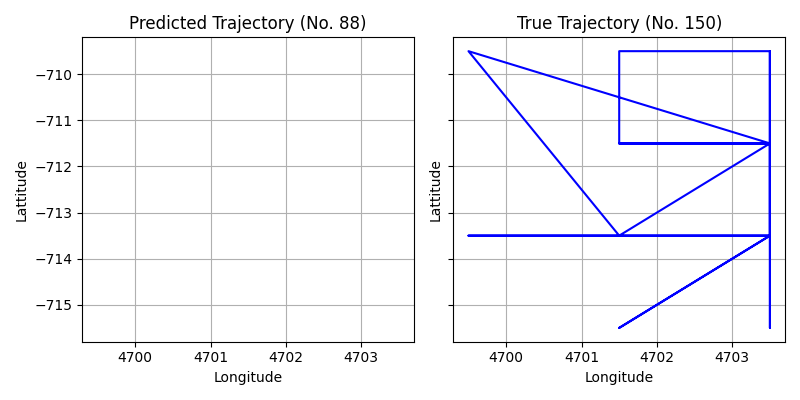 Predicted Trajectory (No. 88)
True Trajectory (No. 150)
−710
−711
−712
−713
−714
−715
Lattitude
Lattitude
4700 4701 4702 4703
4700 4701 4702 4703
Longitude
Longitude